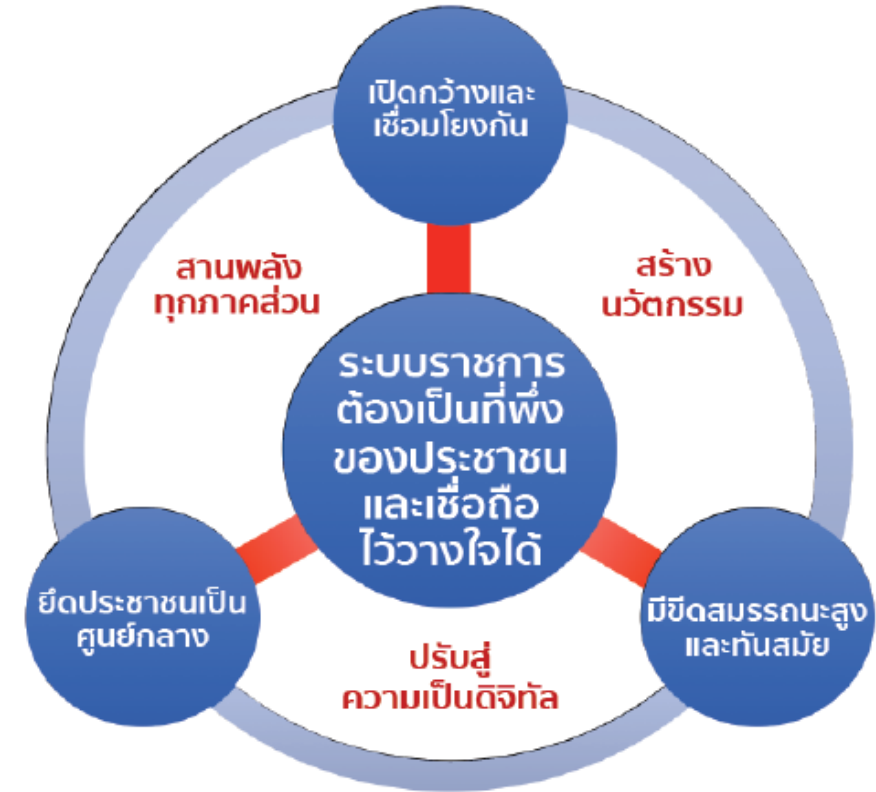 เปิดกว้างและ
เชื่อมโยงกัน
สานพลัง
ทุกภาคส่วน
สร้าง
นวัตกรรม
ระบบราชการ
ต้องเป็นที่พึ่ง
ของประชาชน
และเชื่อถือ
ไว้วางใจได้
ยึดประชาชนเป็น
ศูนย์กลาง
มีขีดสมรรถนะสูง
และทันสมัย
ปรับสู่
ความเป็นดิจิทัล